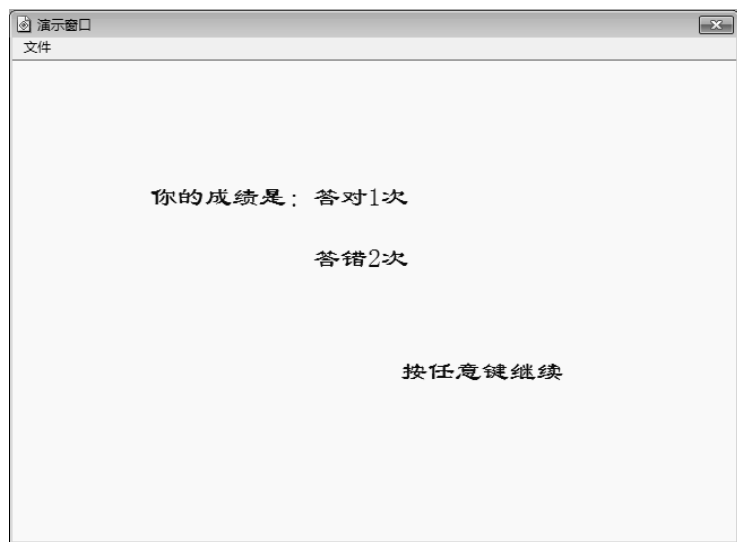 演示窗口
文件
你的成绩是：答对1次
答错2次
按任意键继续